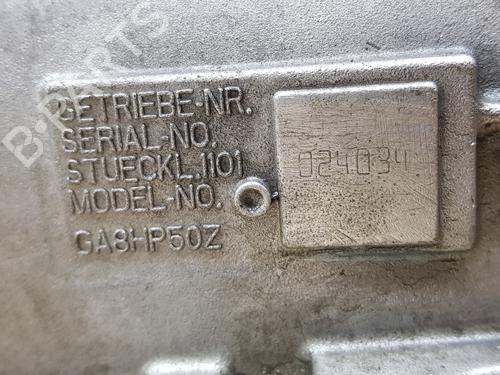 GETRIEBE-NR.
SERIAL-NO.
STUECKL.1101
MODEL-NO.
GA8HP50Z
024034
B-PARTS